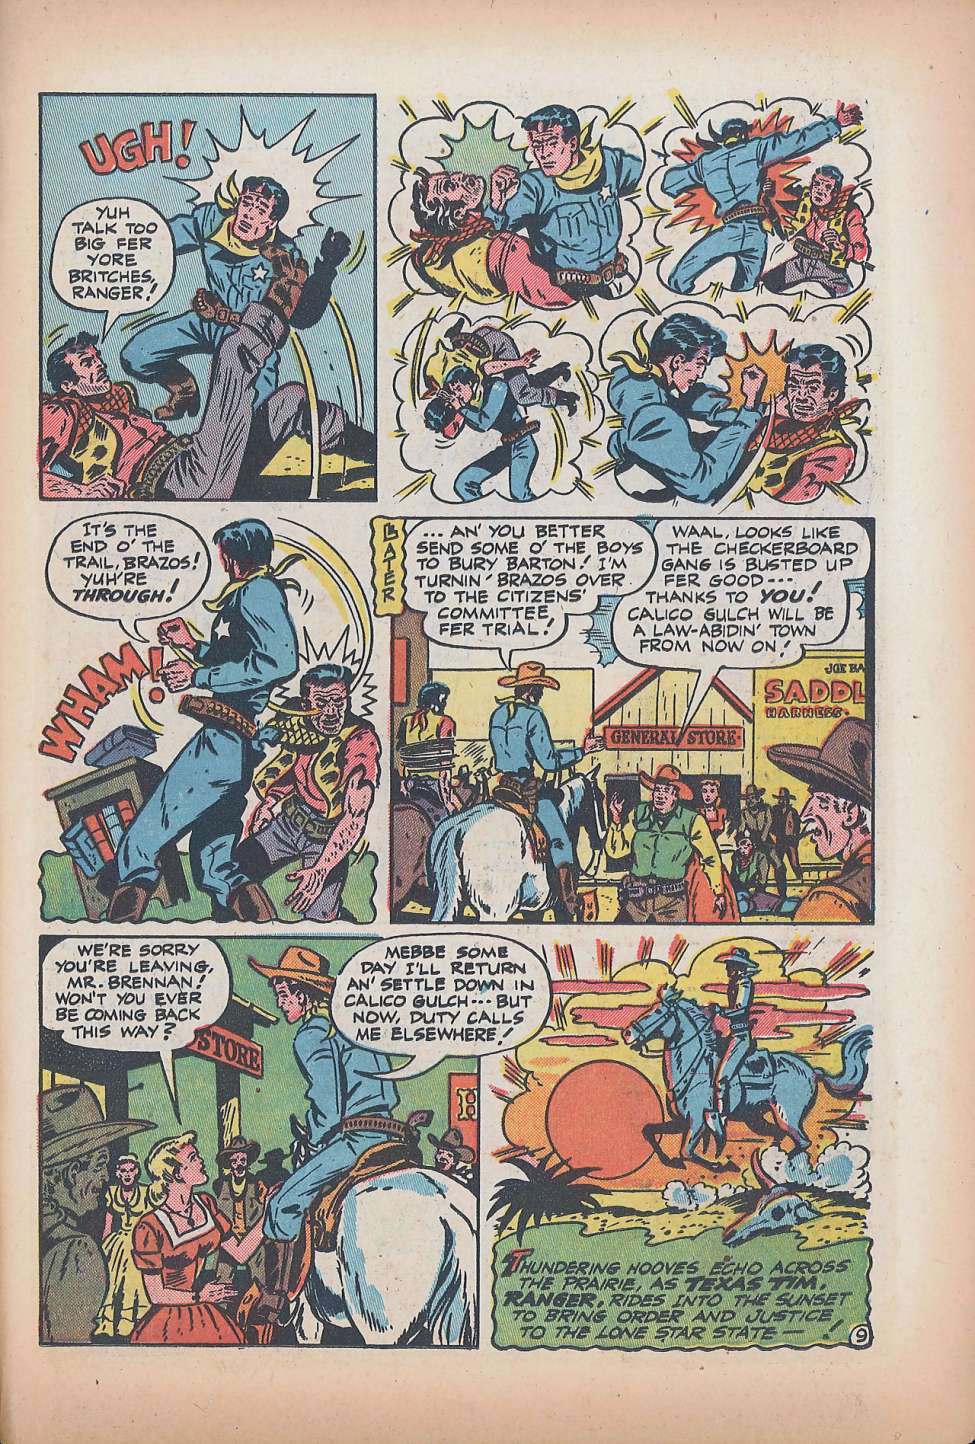 UGH!
YUH
TALK TOO
BIG FER
YORE
BRITCHES,
RANGER!
IT'S THE
END O' THE
TRAIL, BRAZOS!
YUH'RE
THROUGH!
WHAM!
LATER
... AN' YOU BETTER
SEND SOME O' THE BOYS
TO BURY BARTON! I'M
TURNIN' BRAZOS OVER
TO THE CITIZENS'
COMMITTEE
FER TRIAL!
WAAL, LOOKS LIKE
THE CHECKERBOARD
GANG IS BUSTED UP
FER GOOD---
THANKS TO YOU!
CALICO GULCH WILL BE
A LAW-ABIDIN' TOWN
FROM NOW ON!
JOE BA
SADDL
HARNESS
GENERAL STORE
WE'RE SORRY
YOU'RE LEAVING,
MR. BRENNAN!
WON'T YOU EVER
BE COMING BACK
THIS WAY?
MEBBE SOME
DAY I'LL RETURN
AN' SETTLE DOWN IN
CALICO GULCH --- BUT
NOW, DUTY CALLS
ME ELSEWHERE!
STORE
H
THUNDERING HOOVES ECHO ACROSS
THE PRAIRIE, AS TEXAS TIM,
RANGER, RIDES INTO THE SUNSET
TO BRING ORDER AND JUSTICE
TO THE LONE STAR STATE—!
9